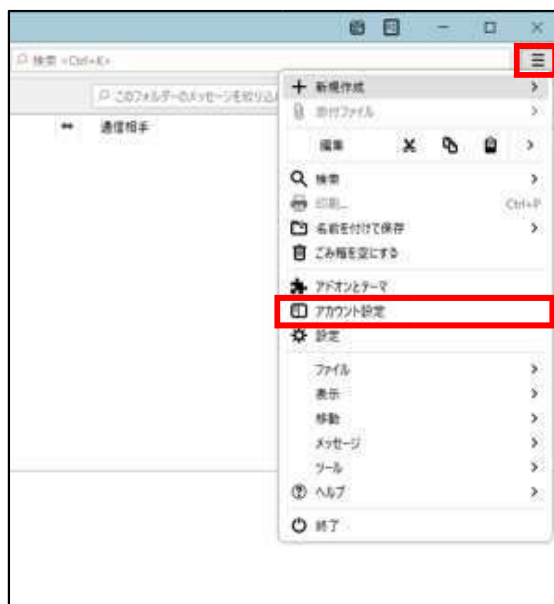 検索 <Ctrl+K>
このフォルダーのメッセージを絞り込み
通信相手
新規作成
添付ファイル
編集
検索
印刷... Ctrl+P
名前を付けて保存
ごみ箱を空にする
アドオンとテーマ
アカウント設定
設定
ファイル
表示
移動
メッセージ
ツール
ヘルプ
終了